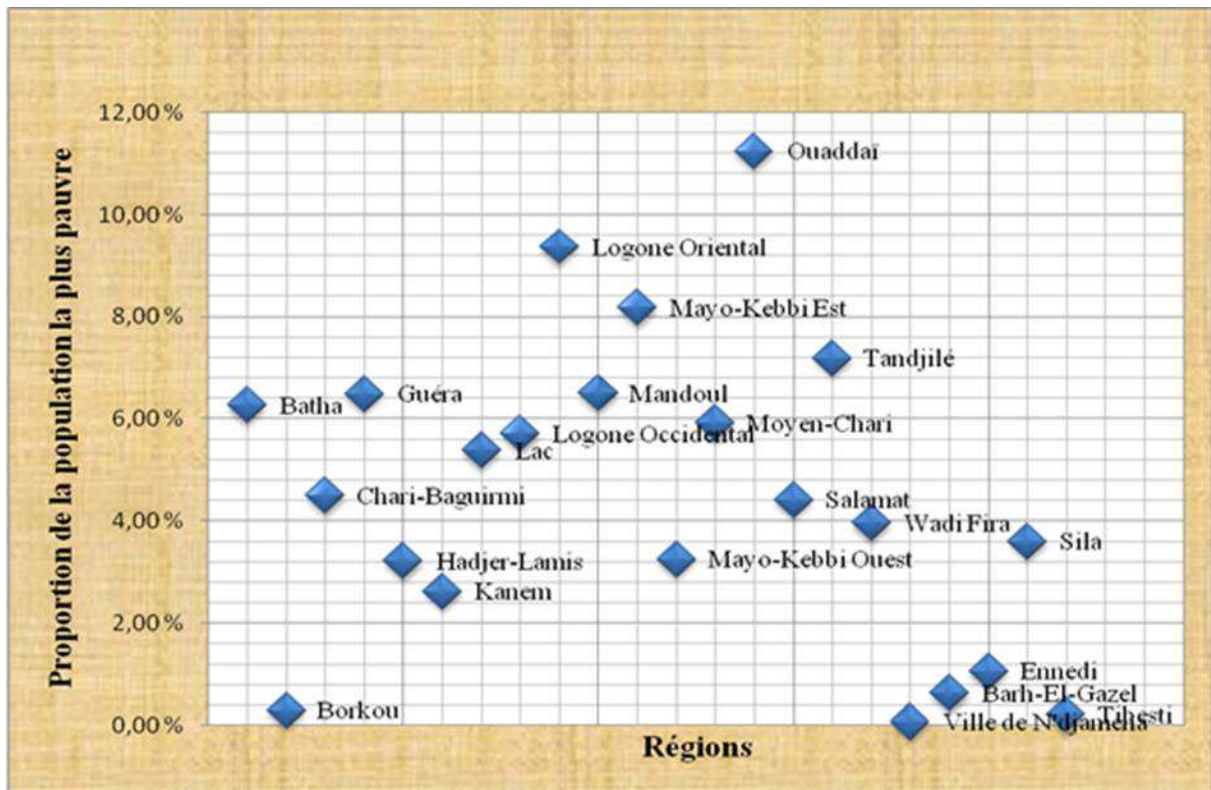 Proportion de la population la plus pauvre
12,00%
10,00%
8,00%
6,00%
4,00%
2,00%
0,00%
Ouaddaï
Logone Oriental
Mayo-Kebbi Est
Tandjilé
Guéra
Mandoul
Batha
Moyen-Chari
Logone Occidental
Lac
Chari-Baguirmi
Salamat
Wadi Fira
Sila
Hadjer-Lamis
Mayo-Kebbi Ouest
Kanem
Ennedi
Barh-El-Gazel
Borkou
Tibesti
Ville de N'djamena
Régions